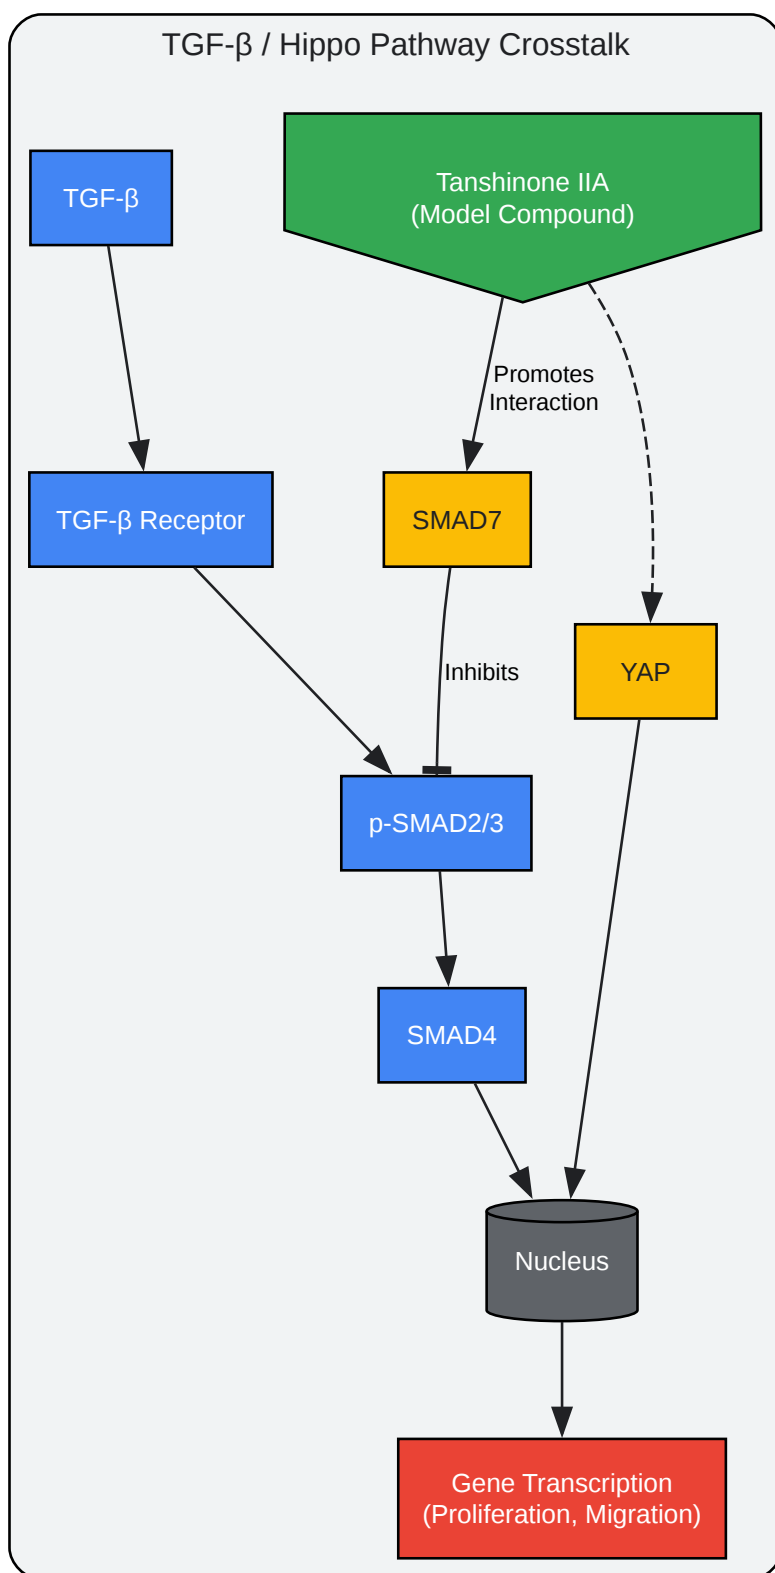 TGF-β / Hippo Pathway Crosstalk
TGF-β
Tanshinone IIA
(Model Compound)
Promotes
Interaction
TGF-β Receptor
SMAD7
Inhibits
YAP
p-SMAD2/3
SMAD4
Nucleus
Gene Transcription
(Proliferation, Migration)